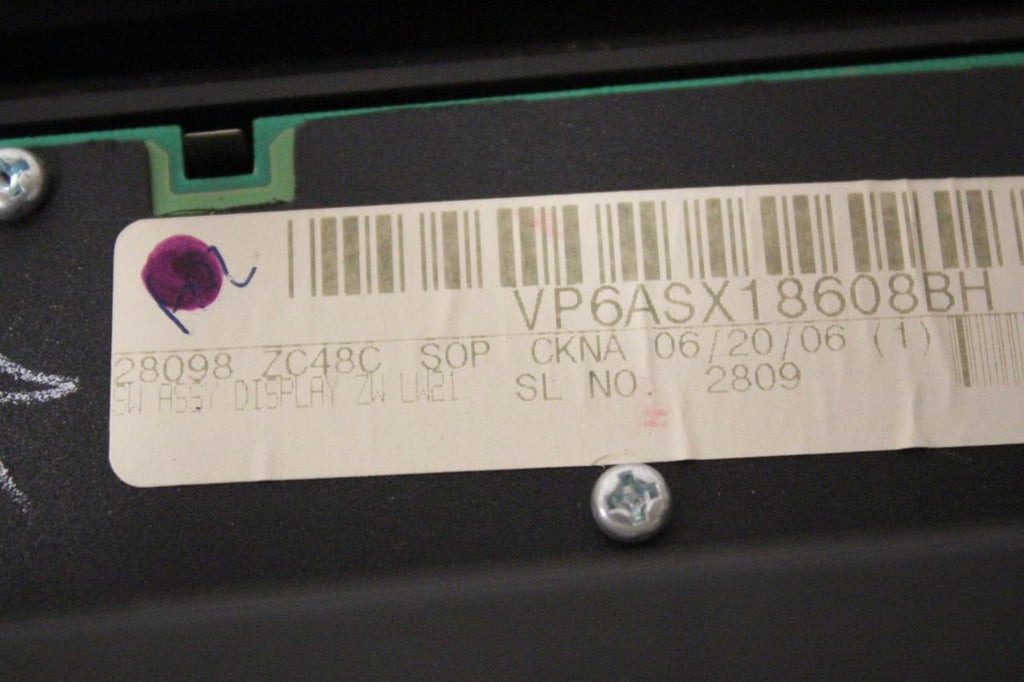 VP6ASX18608BH
28098 ZC48C SOP CKNA 06/20/06 (1)
SW ASSY DISPLAY ZW LW21 SL NO. 2809